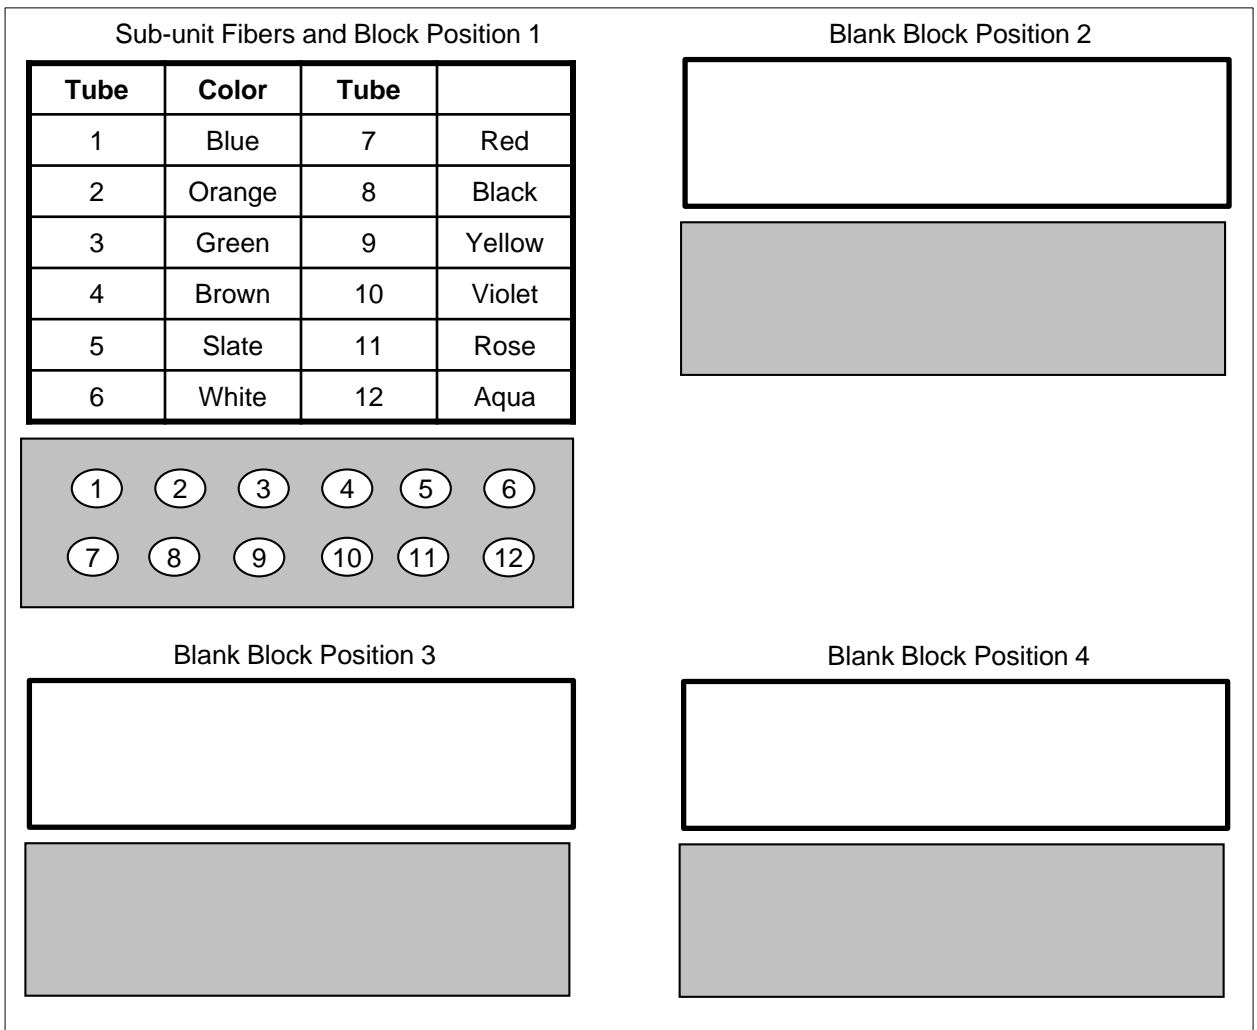 Sub-unit Fibers and Block Position 1
Tube Color Tube
1 Blue 7 Red
2 Orange 8 Black
3 Green 9 Yellow
4 Brown 10 Violet
5 Slate 11 Rose
6 White 12 Aqua
1 2 3 4 5 6
7 8 9 10 11 12
Blank Block Position 2
Blank Block Position 3
Blank Block Position 4